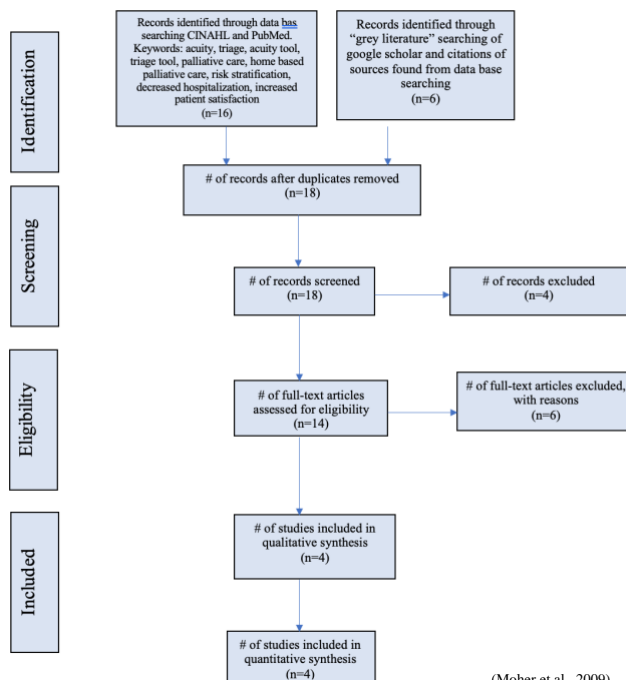 Identification
Records identified through data bas
searching CINAHL and PubMed.
Keywords: acuity, triage, acuity tool,
triage tool, palliative care, home based
palliative care, risk stratification,
decreased hospitalization, increased
patient satisfaction
(n=16)
Records identified through
“grey literature” searching of
google scholar and citations of
sources found from data base
searching
(n=6)
# of records after duplicates removed
(n=18)
Screening
# of records screened
(n=18)
# of records excluded
(n=4)
Eligibility
# of full-text articles
assessed for eligibility
(n=14)
# of full-text articles excluded,
with reasons
(n=6)
Included
# of studies included in
qualitative synthesis
(n=4)
# of studies included in
quantitative synthesis
(n=4)
(Moher et al., 2009)